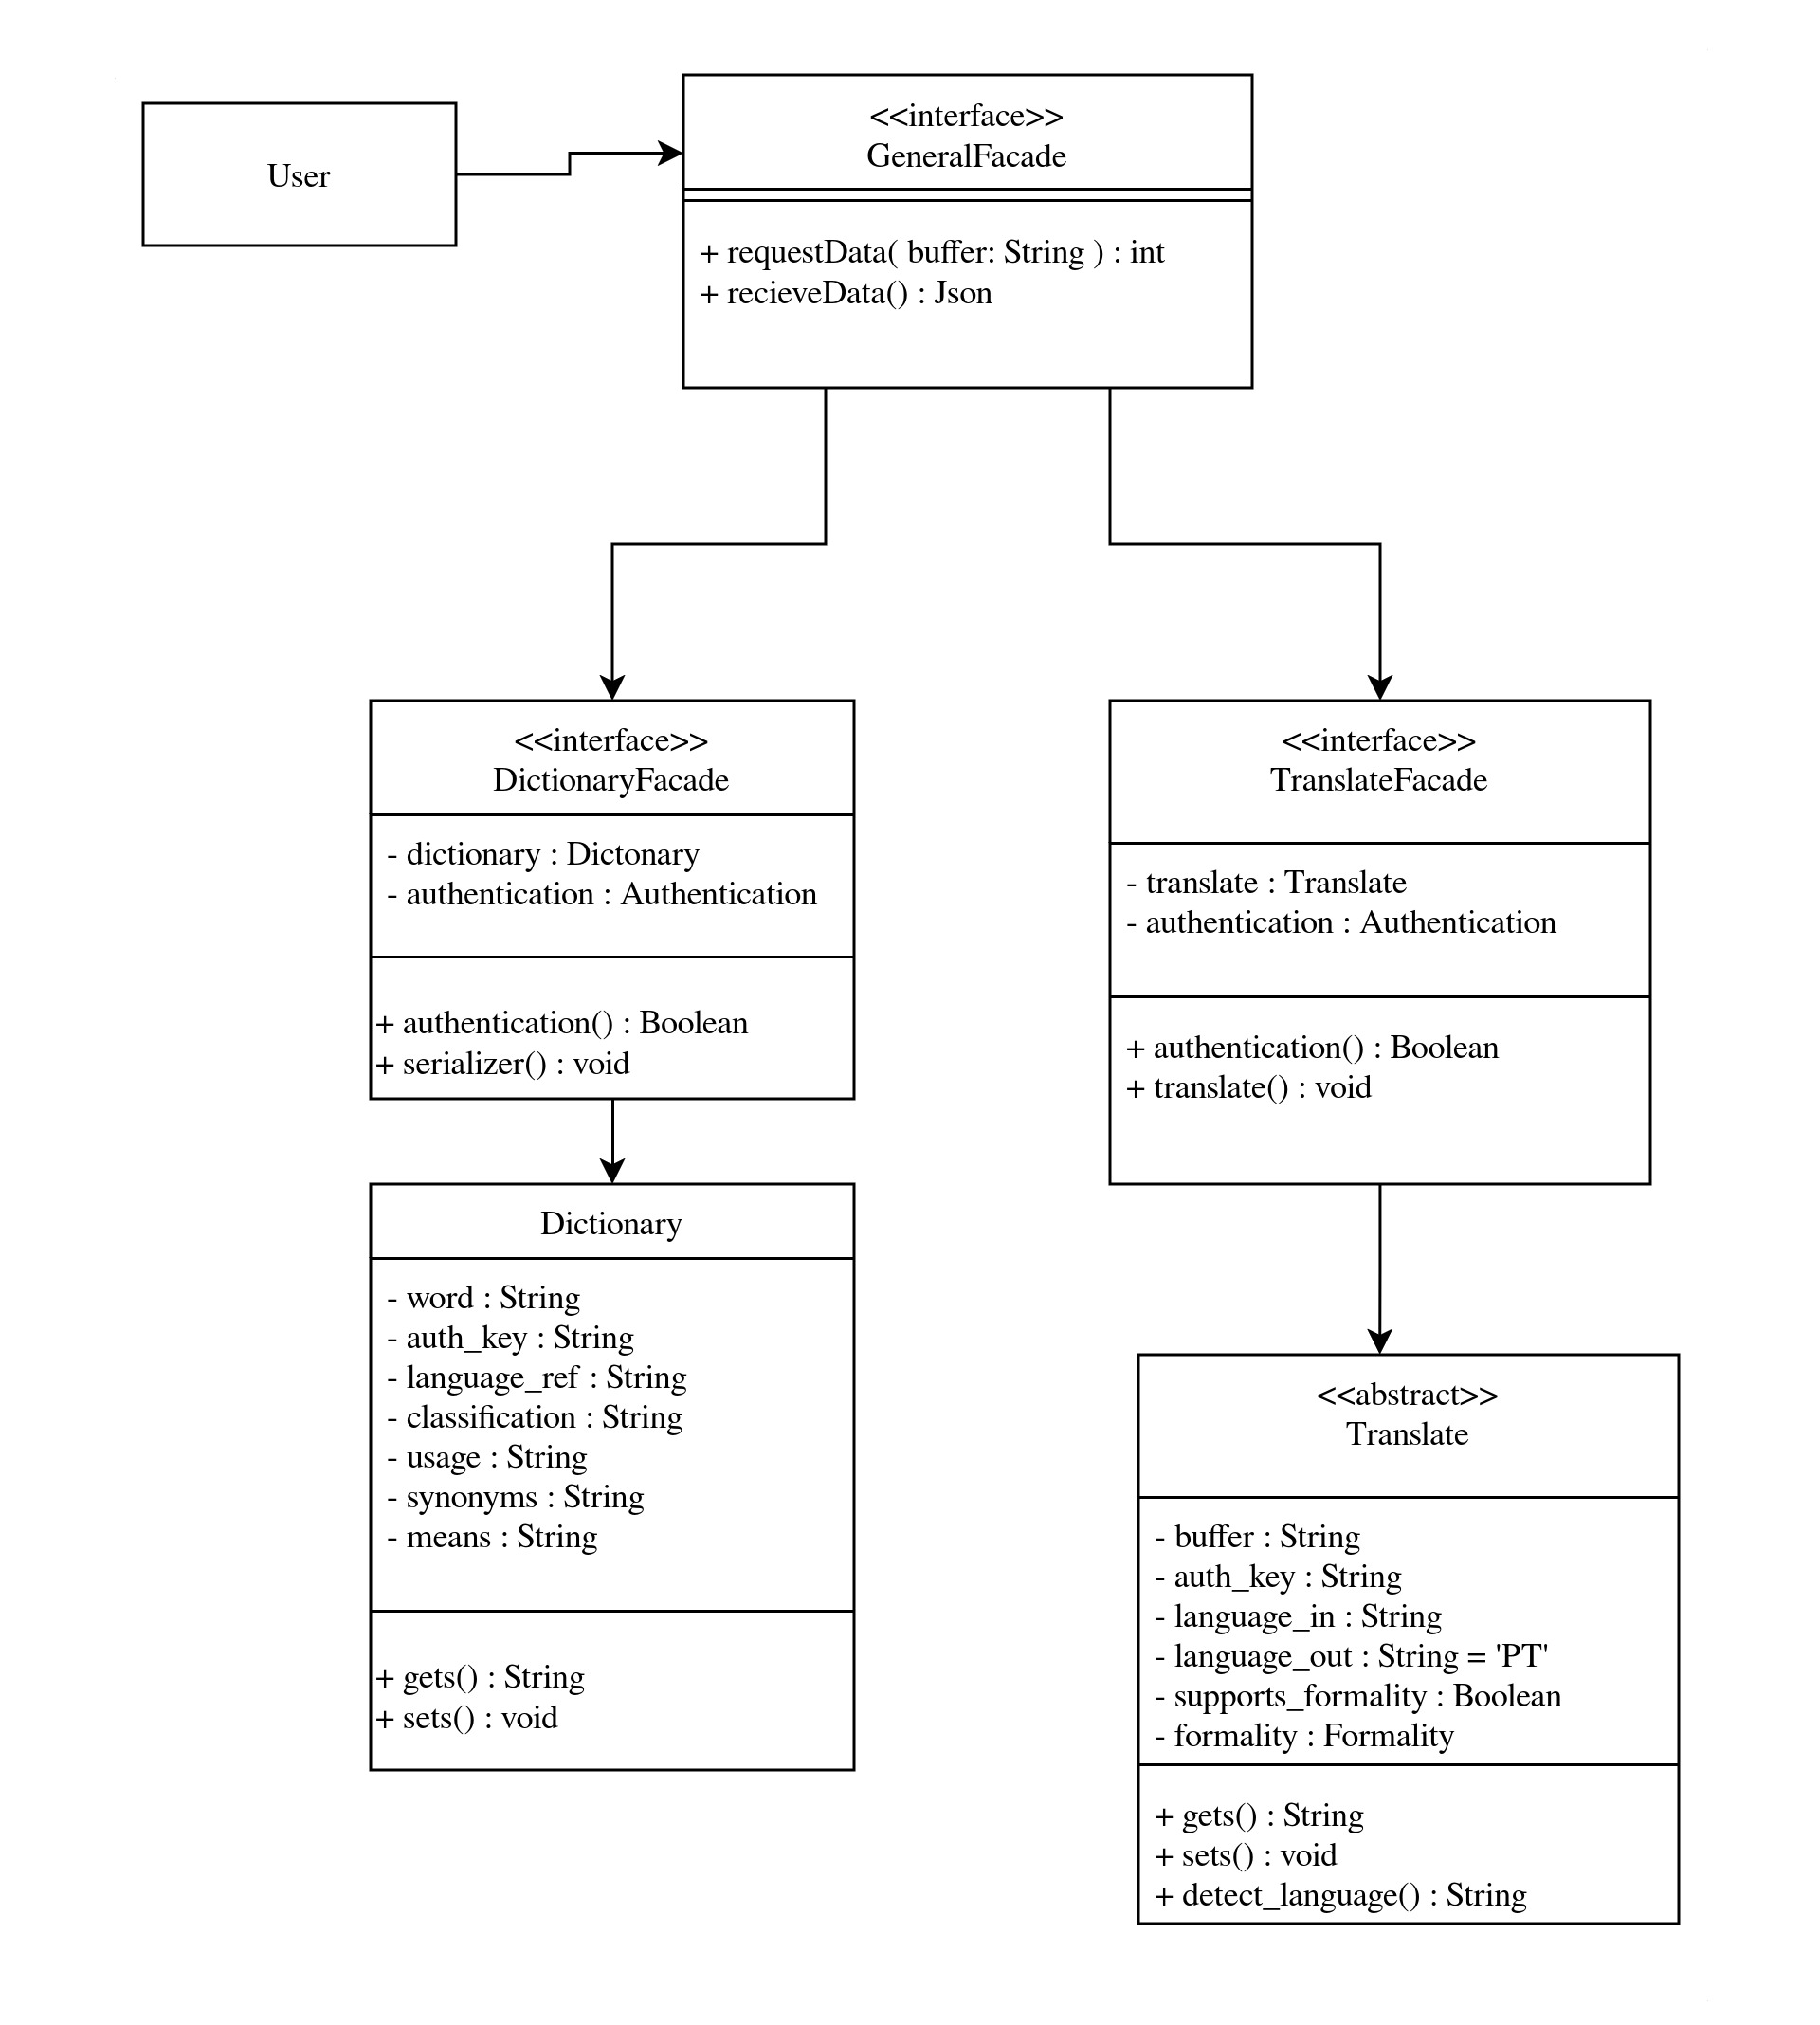 User
<<interface>>
GeneralFacade
+ requestData( buffer: String ) : int
+ recieveData() : Json
<<interface>>
DictionaryFacade
- dictionary : Dictonary
- authentication : Authentication
+ authentication() : Boolean
+ serializer() : void
<<interface>>
TranslateFacade
- translate : Translate
- authentication : Authentication
+ authentication() : Boolean
+ translate() : void
Dictionary
- word : String
- auth_key : String
- language_ref : String
- classification : String
- usage : String
- synonyms : String
- means : String
+ gets() : String
+ sets() : void
<<abstract>>
Translate
- buffer : String
- auth_key : String
- language_in : String
- language_out : String = 'PT'
- supports_formality : Boolean
- formality : Formality
+ gets() : String
+ sets() : void
+ detect_language() : String